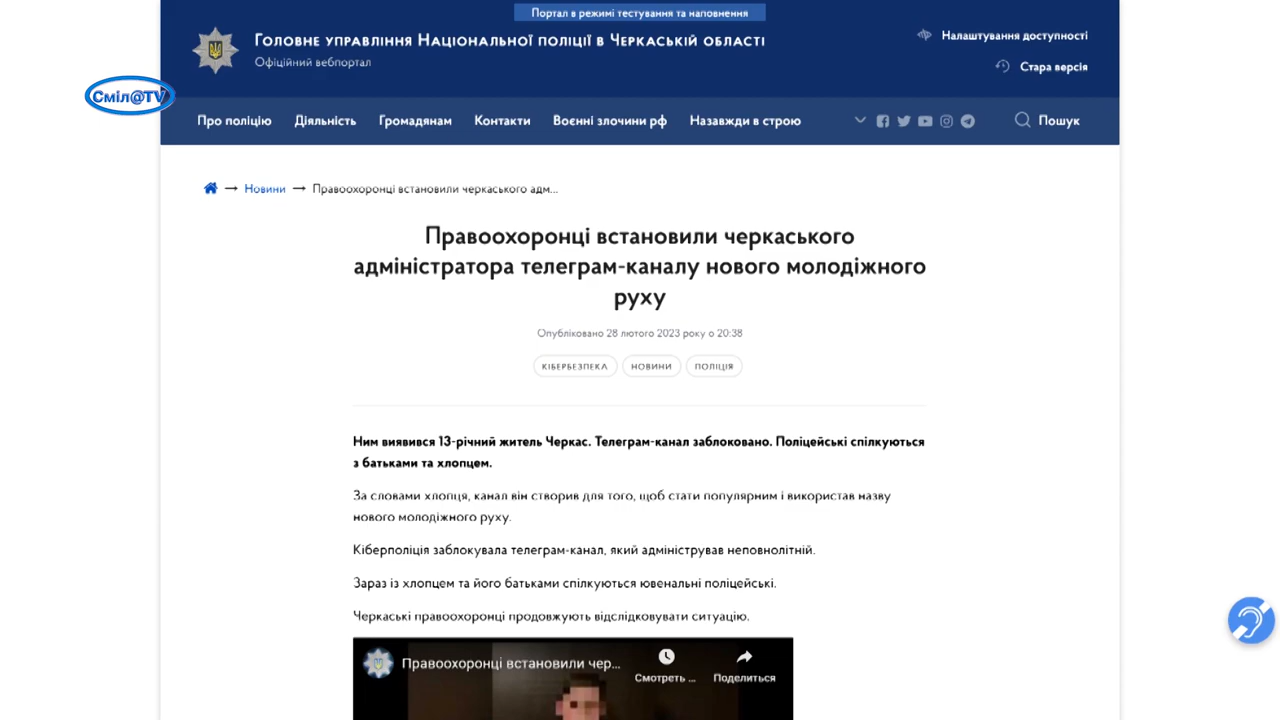 Портал в режимі тестування та наповнення
Головне управління Національної поліції в Черкаській області
Офіційний вебпортал
Налаштування доступності
Стара версія
Сміл@TV
Про поліцію Діяльність Громадянам Контакти Воєнні злочини рф Назавжди в строю Пошук
Новини → Правоохоронці встановили черкаського адм...
Правоохоронці встановили черкаського
адміністратора телеграм-каналу нового молодіжного
руху
Опубліковано 28 лютого 2023 року о 20:38
КІБЕРБЕЗПЕКА НОВИНИ ПОЛІЦІЯ
Ним виявився 13-річний житель Черкас. Телеграм-канал заблоковано. Поліцейські спілкуються
з батьками та хлопцем.
За словами хлопця, канал він створив для того, щоб стати популярним і використав назву
нового молодіжного руху.
Кіберполіція заблокувала телеграм-канал, який адміністрував неповнолітній.
Зараз із хлопцем та його батьками спілкуються ювенальні поліцейські.
Черкаські правоохоронці продовжують відслідковувати ситуацію.
Правоохоронці встановили чер...
Смотреть ... Поделиться